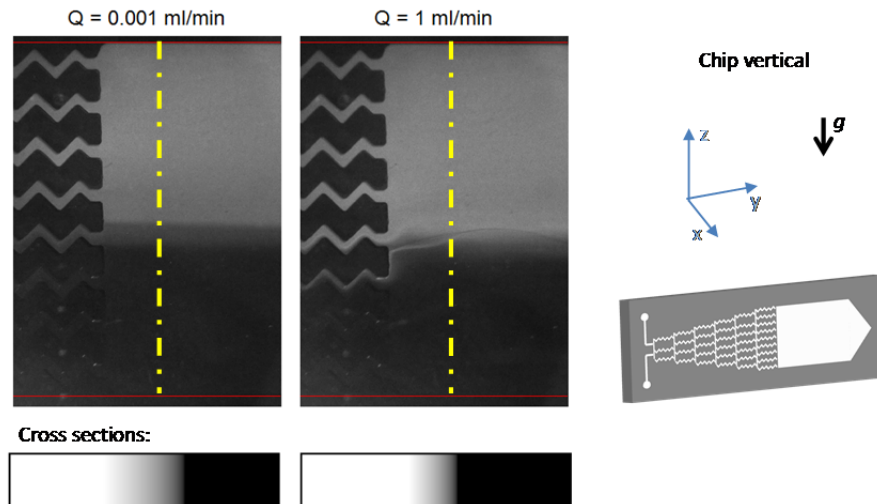 Q = 0.001 ml/min
Q = 1 ml/min
Chip vertical
g
z
y
x
Cross sections: